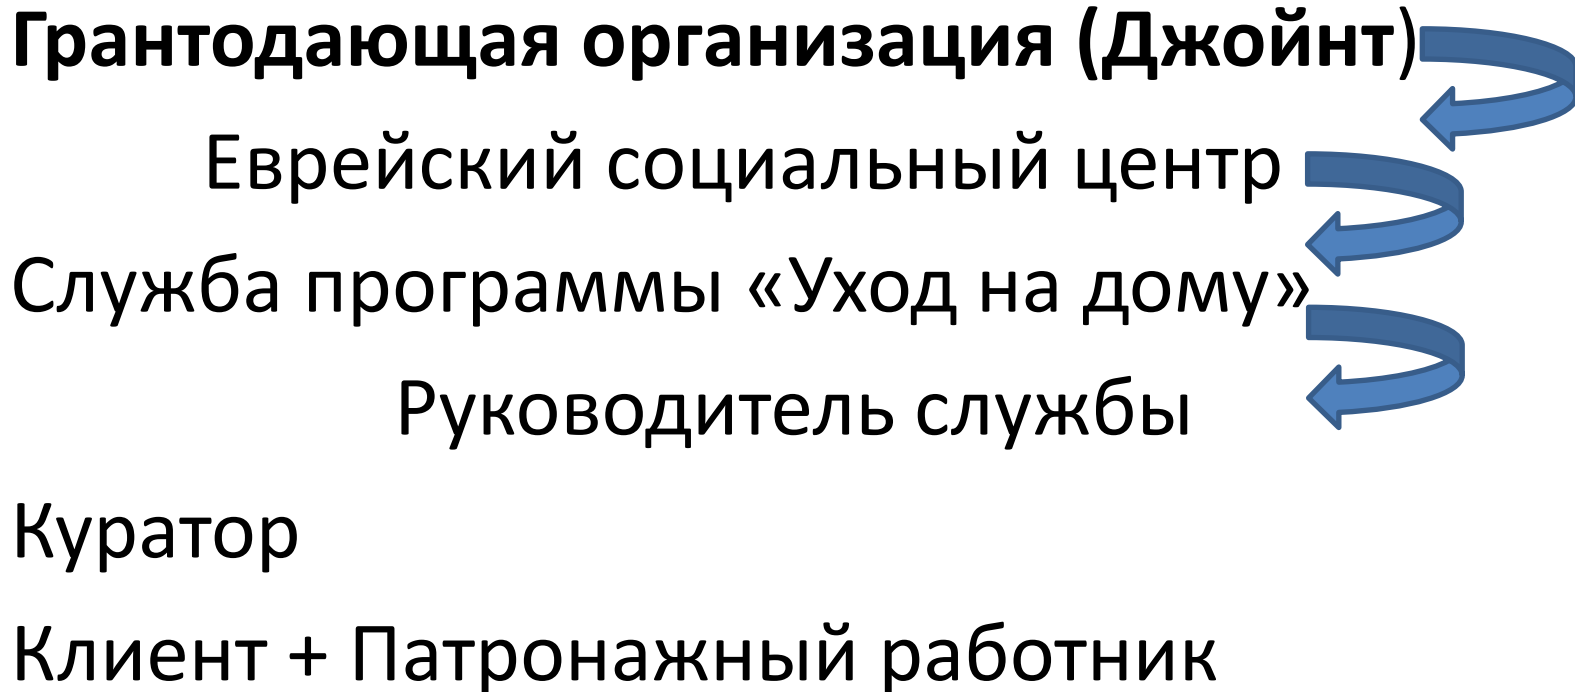 Грантодающая организация (Джойнт)
Еврейский социальный центр
Служба программы «Уход на дому»
Руководитель службы
Куратор
Клиент + Патронажный работник